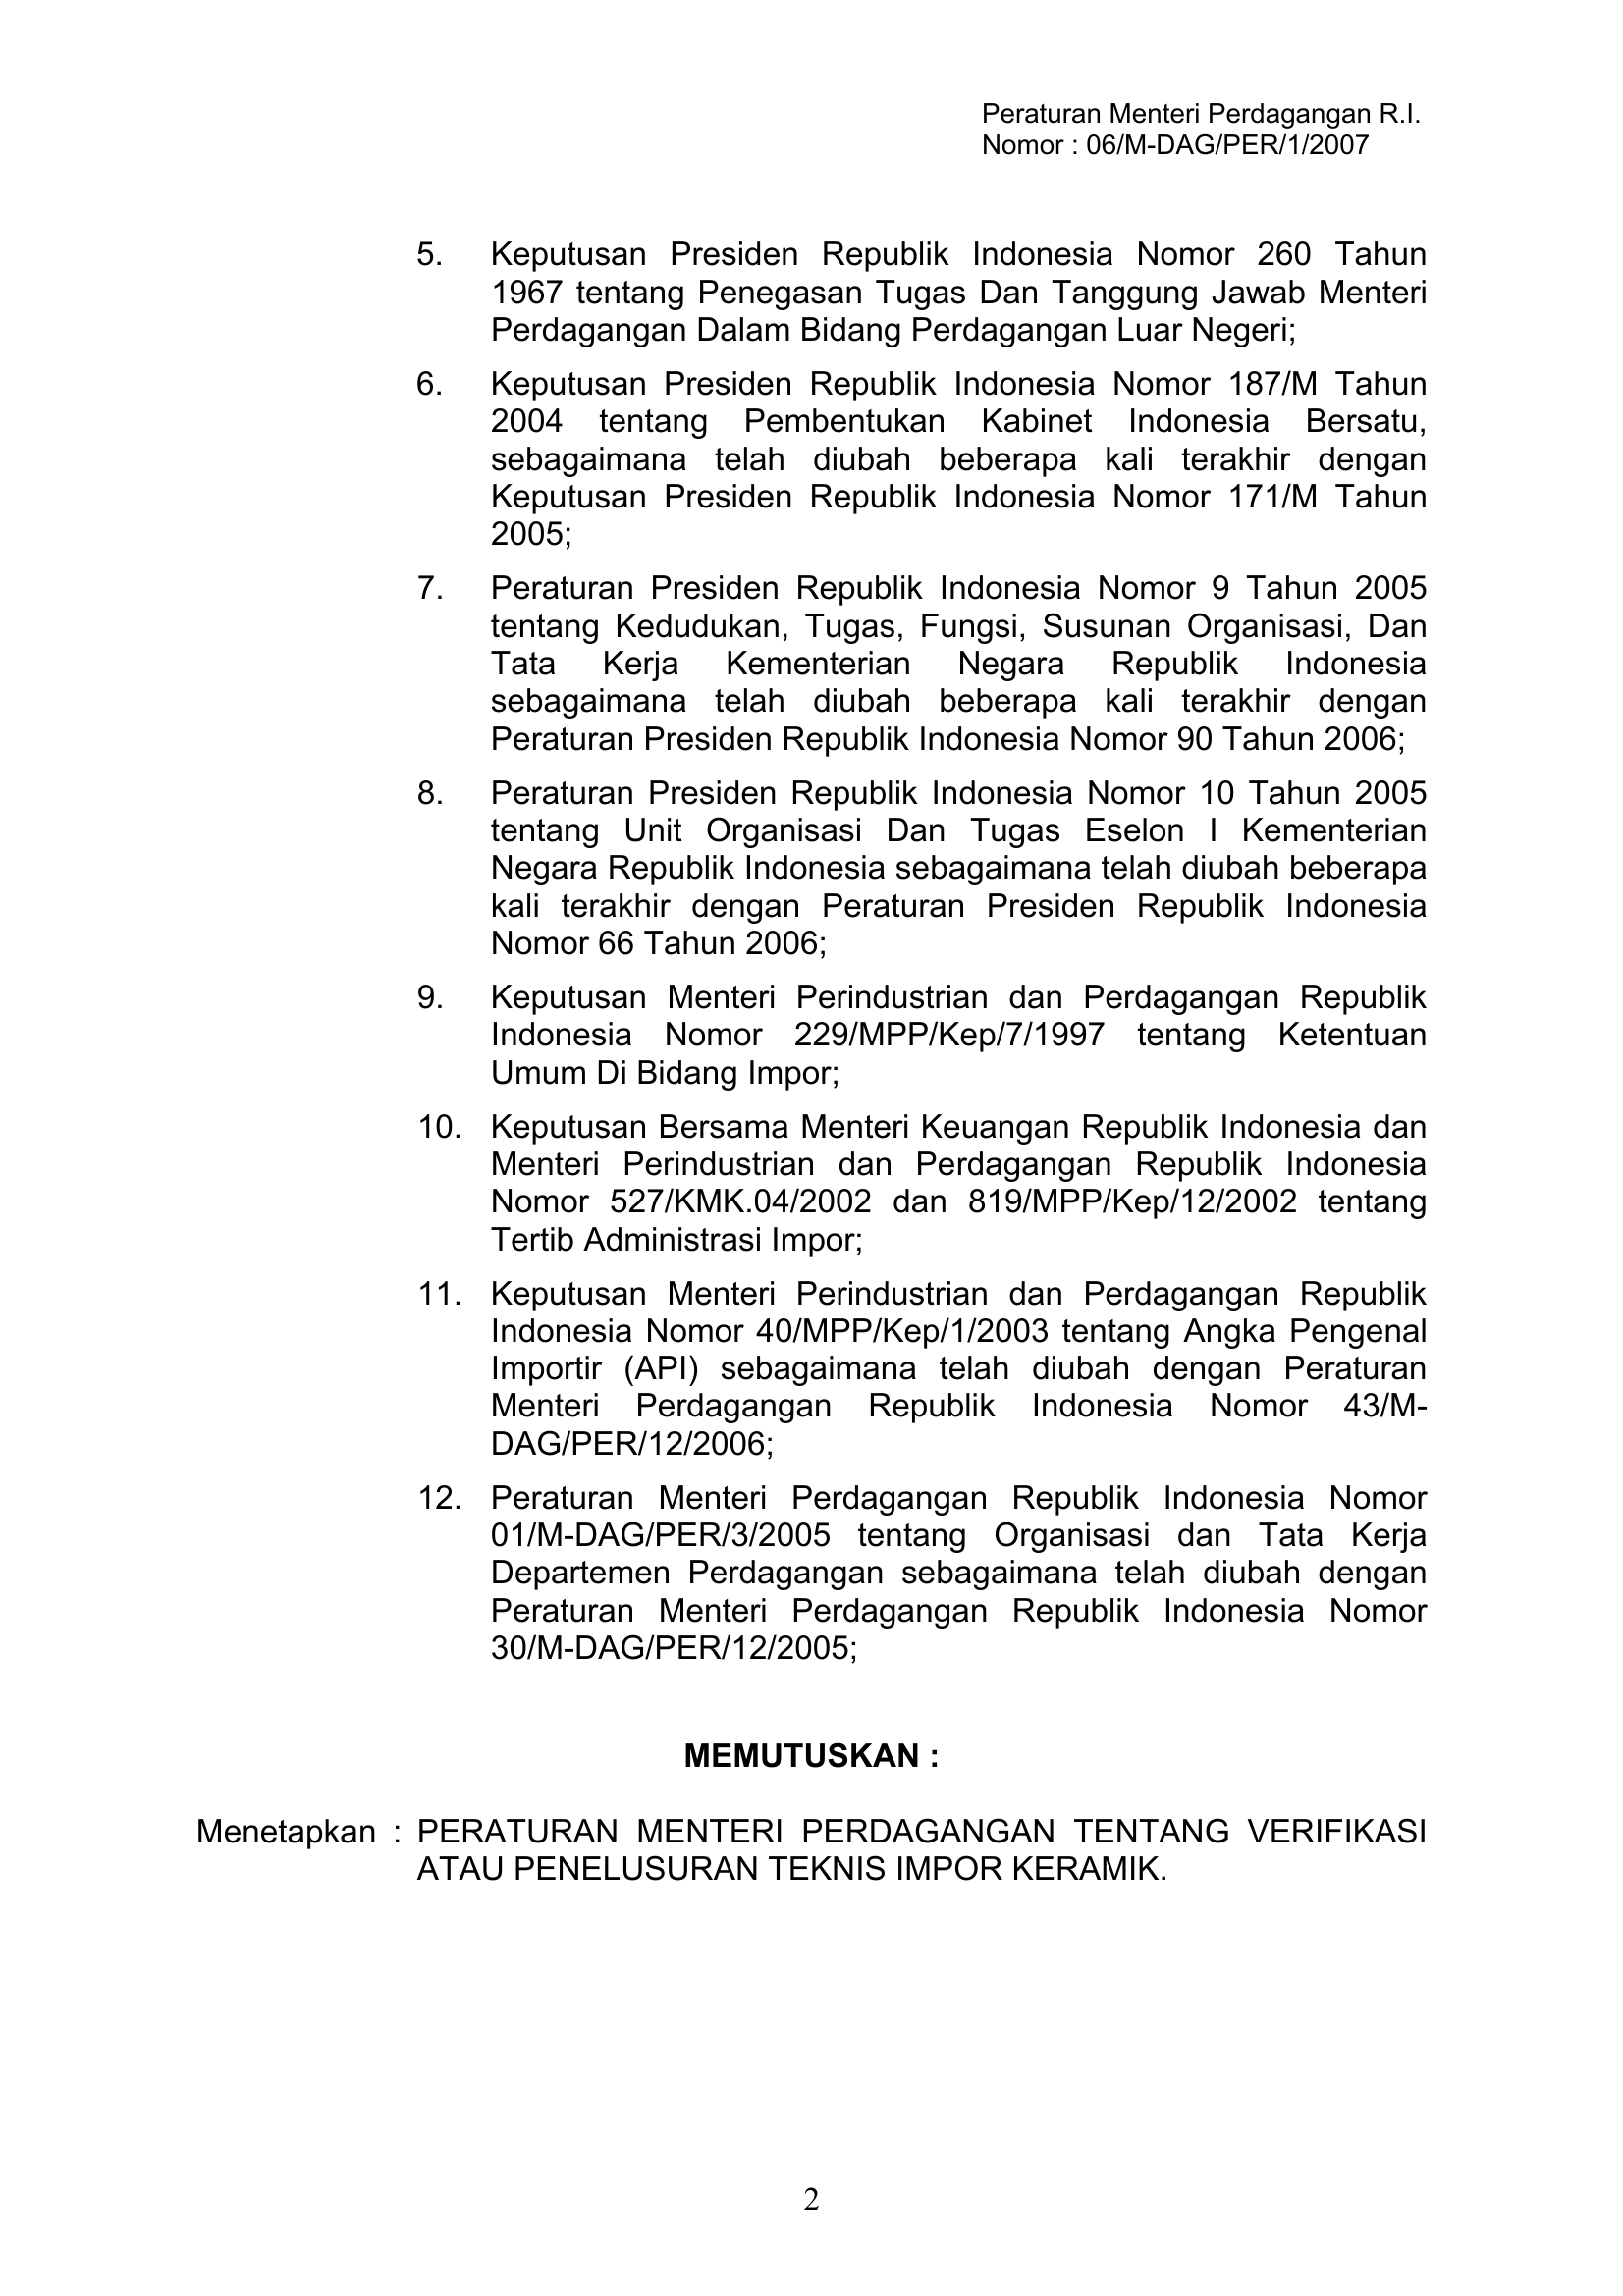 Peraturan Menteri Perdagangan R.I.
Nomor : 06/M-DAG/PER/1/2007
5. Keputusan Presiden Republik Indonesia Nomor 260 Tahun
1967 tentang Penegasan Tugas Dan Tanggung Jawab Menteri
Perdagangan Dalam Bidang Perdagangan Luar Negeri;
6. Keputusan Presiden Republik Indonesia Nomor 187/M Tahun
2004 tentang Pembentukan Kabinet Indonesia Bersatu,
sebagaimana telah diubah beberapa kali terakhir dengan
Keputusan Presiden Republik Indonesia Nomor 171/M Tahun
2005;
7. Peraturan Presiden Republik Indonesia Nomor 9 Tahun 2005
tentang Kedudukan, Tugas, Fungsi, Susunan Organisasi, Dan
Tata Kerja Kementerian Negara Republik Indonesia
sebagaimana telah diubah beberapa kali terakhir dengan
Peraturan Presiden Republik Indonesia Nomor 90 Tahun 2006;
8. Peraturan Presiden Republik Indonesia Nomor 10 Tahun 2005
tentang Unit Organisasi Dan Tugas Eselon I Kementerian
Negara Republik Indonesia sebagaimana telah diubah beberapa
kali terakhir dengan Peraturan Presiden Republik Indonesia
Nomor 66 Tahun 2006;
9. Keputusan Menteri Perindustrian dan Perdagangan Republik
Indonesia Nomor 229/MPP/Kep/7/1997 tentang Ketentuan
Umum Di Bidang Impor;
10. Keputusan Bersama Menteri Keuangan Republik Indonesia dan
Menteri Perindustrian dan Perdagangan Republik Indonesia
Nomor 527/KMK.04/2002 dan 819/MPP/Kep/12/2002 tentang
Tertib Administrasi Impor;
11. Keputusan Menteri Perindustrian dan Perdagangan Republik
Indonesia Nomor 40/MPP/Kep/1/2003 tentang Angka Pengenal
Importir (API) sebagaimana telah diubah dengan Peraturan
Menteri Perdagangan Republik Indonesia Nomor 43/M-
DAG/PER/12/2006;
12. Peraturan Menteri Perdagangan Republik Indonesia Nomor
01/M-DAG/PER/3/2005 tentang Organisasi dan Tata Kerja
Departemen Perdagangan sebagaimana telah diubah dengan
Peraturan Menteri Perdagangan Republik Indonesia Nomor
30/M-DAG/PER/12/2005;
MEMUTUSKAN :
Menetapkan : PERATURAN MENTERI PERDAGANGAN TENTANG VERIFIKASI
ATAU PENELUSURAN TEKNIS IMPOR KERAMIK.
2